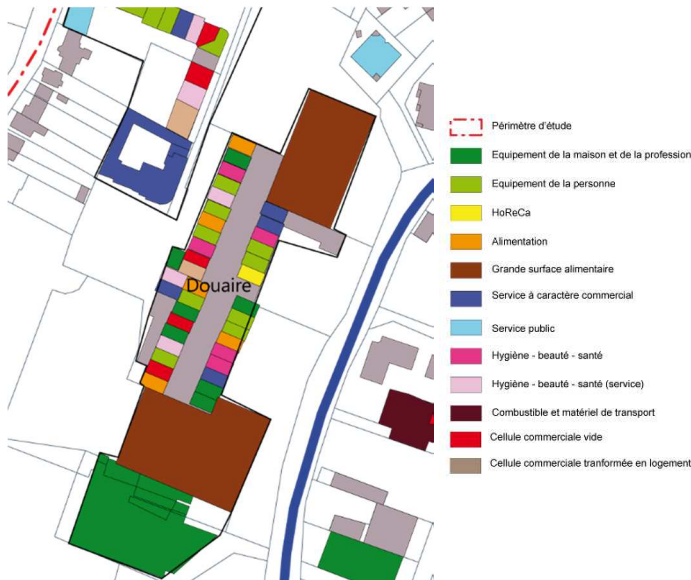 Douaire
Périmètre d'étude
Equipement de la maison et de la profession
Equipement de la personne
HoReCa
Alimentation
Grande surface alimentaire
Service à caractère commercial
Service public
Hygiène - beauté - santé
Hygiène - beauté - santé (service)
Combustible et matériel de transport
Cellule commerciale vide
Cellule commerciale tranformée en logement